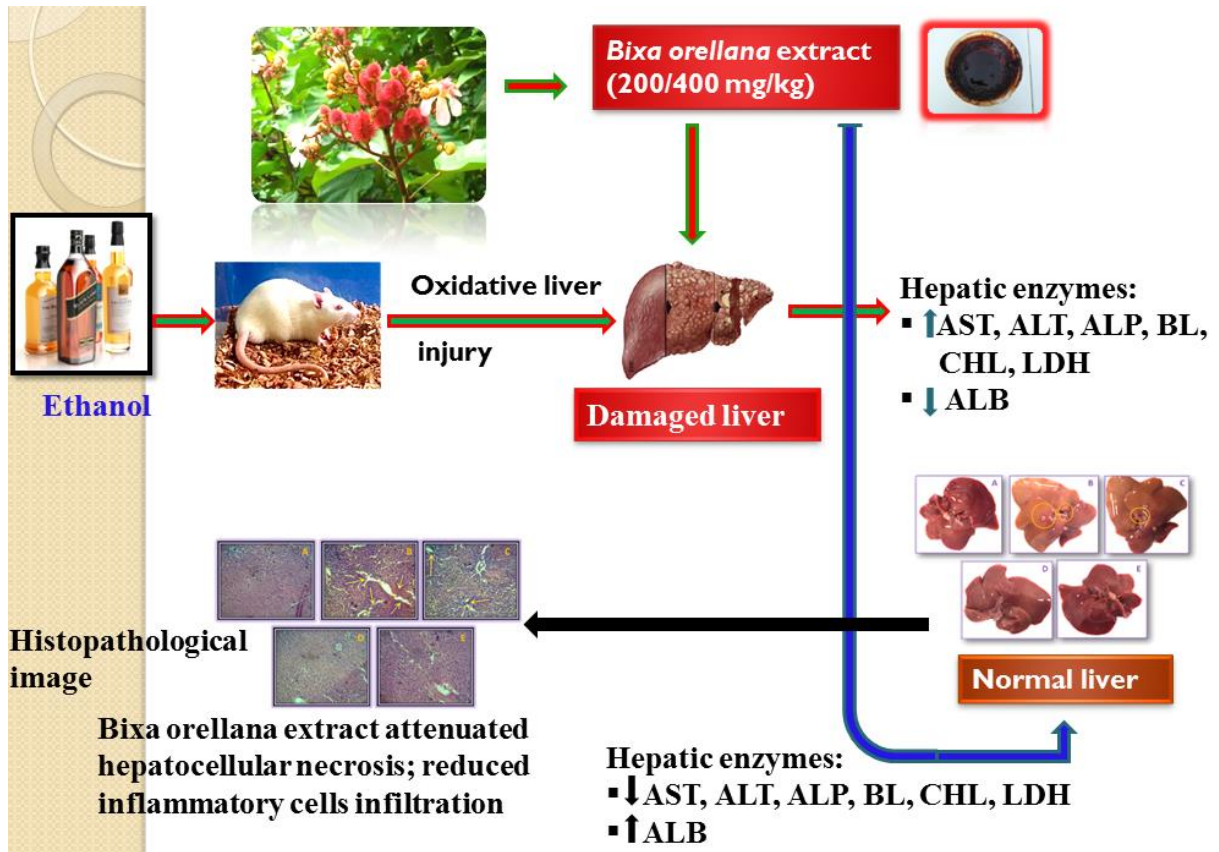 Bixa orellana extract
(200/400 mg/kg)
Oxidative liver
injury
Ethanol
Damaged liver
Hepatic enzymes:
▪ ↑AST, ALT, ALP, BL,
CHL, LDH
▪ ↓ ALB
A
B
C
D
E
Normal liver
A
B
C
D
E
Histopathological
image
Bixa orellana extract attenuated
hepatocellular necrosis; reduced
inflammatory cells infiltration
Hepatic enzymes:
▪↓AST, ALT, ALP, BL, CHL, LDH
▪↑ALB